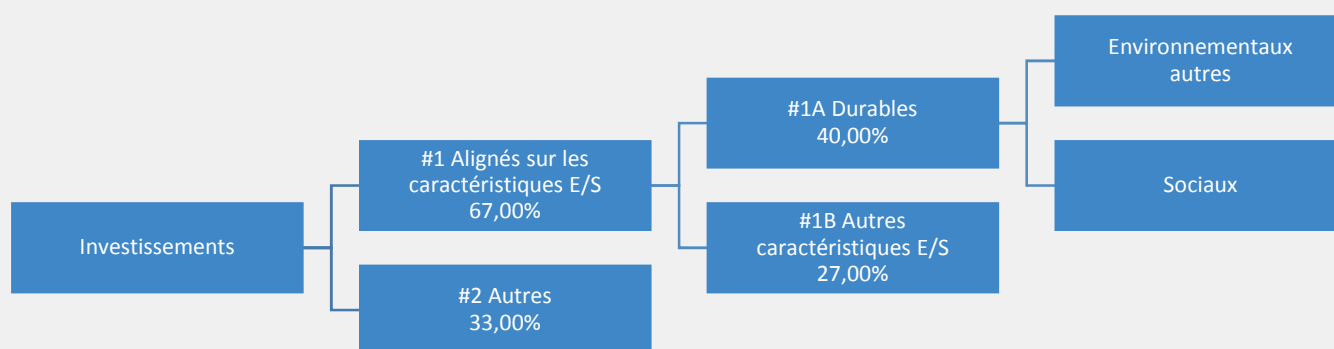 Investissements
#1 Alignés sur les
caractéristiques E/S
67,00%
#2 Autres
33,00%
#1A Durables
40,00%
#1B Autres
caractéristiques E/S
27,00%
Environnementaux
autres
Sociaux